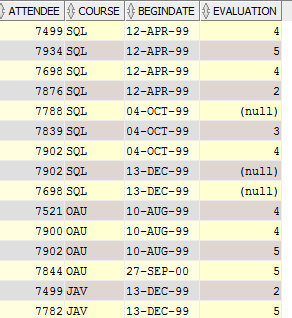 ATTENDEE COURSE BEGINDATE EVALUATION
7499 SQL 12-APR-99 4
7934 SQL 12-APR-99 5
7698 SQL 12-APR-99 4
7876 SQL 12-APR-99 2
7788 SQL 04-OCT-99 (null)
7839 SQL 04-OCT-99 3
7902 SQL 04-OCT-99 4
7902 SQL 13-DEC-99 (null)
7698 SQL 13-DEC-99 (null)
7521 OAU 10-AUG-99 4
7900 OAU 10-AUG-99 4
7902 OAU 10-AUG-99 5
7844 OAU 27-SEP-00 5
7499 JAV 13-DEC-99 2
7782 JAV 13-DEC-99 5